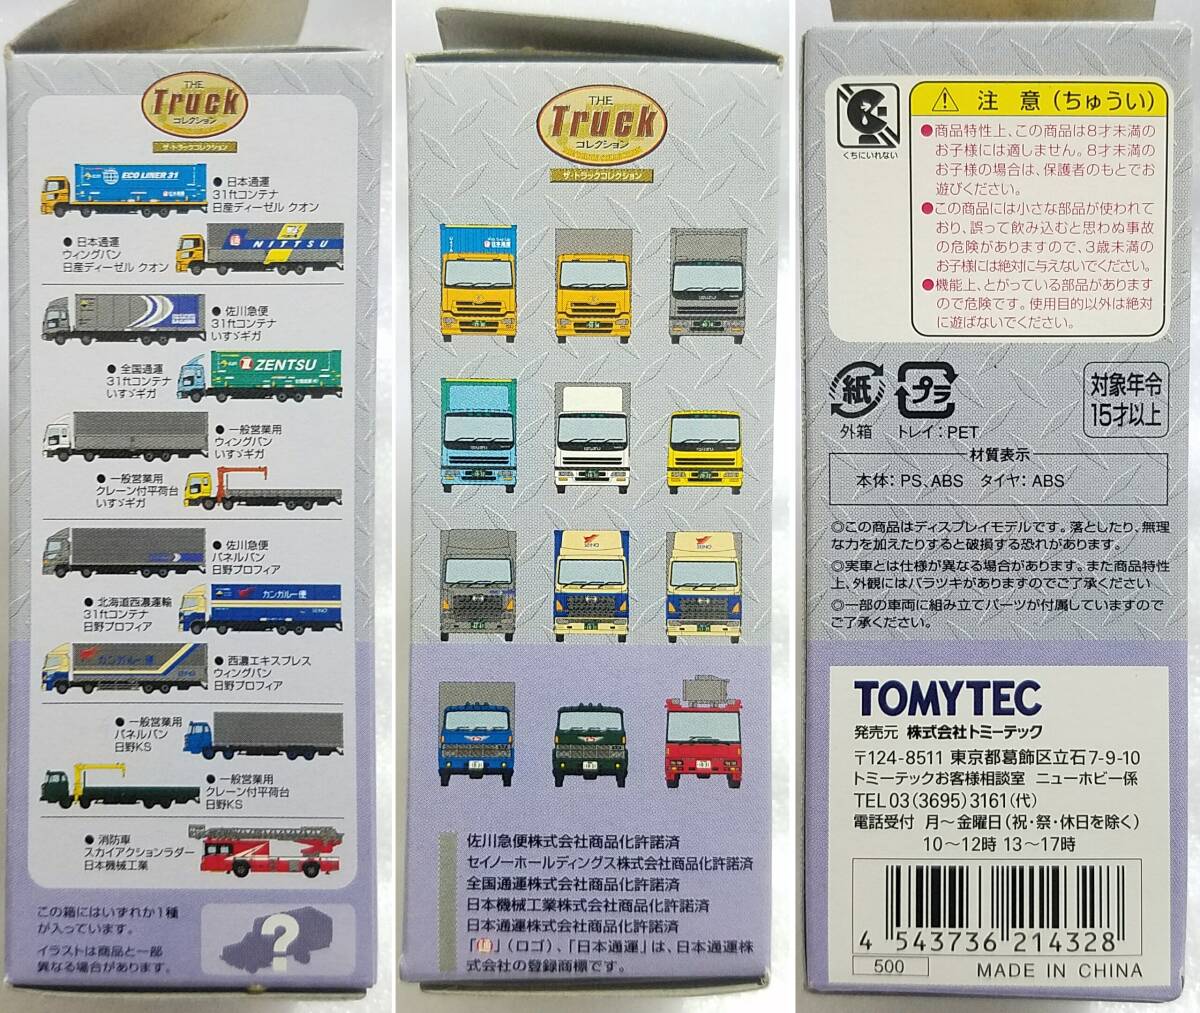 THE
Truck
コレクション
ザ・トラックコレクション
ECO LINER 31
● 日本通運
31ftコンテナ
日産ディーゼル クオン
● 日本通運
ウィングバン
日産ディーゼル クオン
NITTSU
● 佐川急便
31ftコンテナ
いすゞギガ
● 全国通運
31ftコンテナ
いすゞギガ
ZENTSU
● 一般営業用
ウィングバン
いすゞギガ
● 一般営業用
クレーン付平荷台
いすゞギガ
● 佐川急便
パネルバン
日野プロフィア
● 北海道西濃運輸
31ftコンテナ
日野プロフィア
カンガルー便
SEINO
カンガルー便
● 西濃エキスプレス
ウィングバン
日野プロフィア
● 一般営業用
パネルバン
日野KS
● 一般営業用
クレーン付平荷台
日野KS
● 消防車
スカイアクションラダー
日本機械工業
この箱にはいずれか1種
が入っています。
イラストは商品と一部
異なる場合があります。
?
THE
Truck
コレクション
ザ・トラックコレクション
日本通運
ISUZU
ISUZU
ISUZU
ISUZU
SEINO
SEINO
佐川急便株式会社商品化許諾済
セイノーホールディングス株式会社商品化許諾済
全国通運株式会社商品化許諾済
日本機械工業株式会社商品化許諾済
日本通運株式会社商品化許諾済
「通」(ロゴ)、「日本通運」は、日本通運株
式会社の登録商標です。
くちにいれない
注 意(ちゅうい)
●商品特性上、この商品は8才未満の
お子様には適しません。8才未満の
お子様の場合は、保護者のもとでお
遊びください。
●この商品には小さな部品が使われて
おり、誤って飲み込むと思わぬ事故
の危険がありますので、3歳未満の
お子様には絶対に与えないでください。
●機能上、とがっている部品があります
ので危険です。使用目的以外は絶対
に遊ばないでください。
紙
外箱
プラ
トレイ:PET
対象年令
15才以上
材質表示
本体:PS、ABS タイヤ:ABS
◎この商品はディスプレイモデルです。落としたり、無理
な力を加えたりすると破損する恐れがあります。
◎実車とは仕様が異なる場合があります。また商品特性
上、外観にはバラツキがありますのでご了承ください
◎一部の車両に組み立てパーツが付属していますので
ご了承ください。
TOMYTEC
発売元 株式会社トミーテック
〒124-8511 東京都葛飾区立石7-9-10
トミーテックお客様相談室 ニューホビー係
TEL 03(3695)3161(代)
電話受付 月～金曜日(祝・祭・休日を除く)
10～12時 13～17時
4 543736 214328
500
MADE IN CHINA